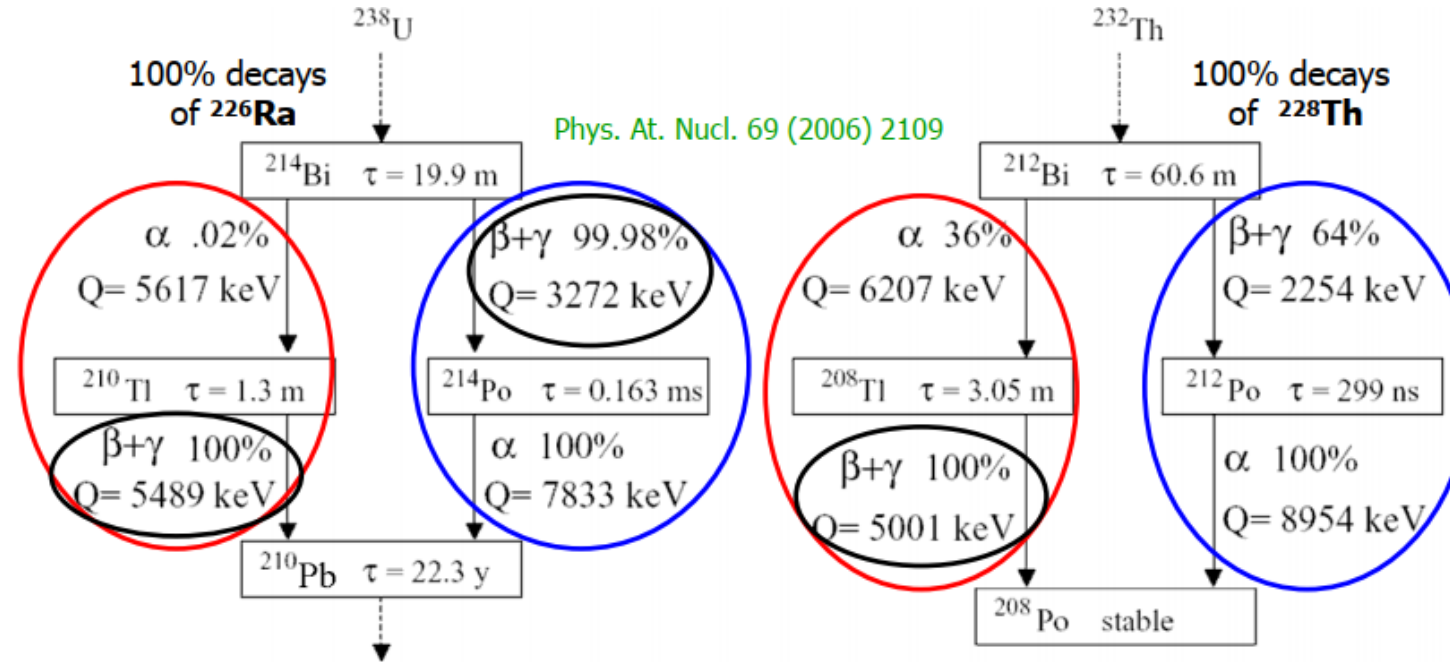 ²³⁸U
100% decays
of ²²⁶Ra
²¹⁴Bi τ = 19.9 m
α .02%
Q= 5617 keV
β+γ 99.98%
Q= 3272 keV
²¹⁰Tl τ = 1.3 m
²¹⁴Po τ = 0.163 ms
β+γ 100%
Q= 5489 keV
α 100%
Q= 7833 keV
²¹⁰Pb τ = 22.3 y
Phys. At. Nucl. 69 (2006) 2109
²³²Th
100% decays
of ²²⁸Th
²¹²Bi τ = 60.6 m
α 36%
Q= 6207 keV
β+γ 64%
Q= 2254 keV
²⁰⁸Tl τ = 3.05 m
²¹²Po τ = 299 ns
β+γ 100%
Q= 5001 keV
α 100%
Q= 8954 keV
²⁰⁸Po stable